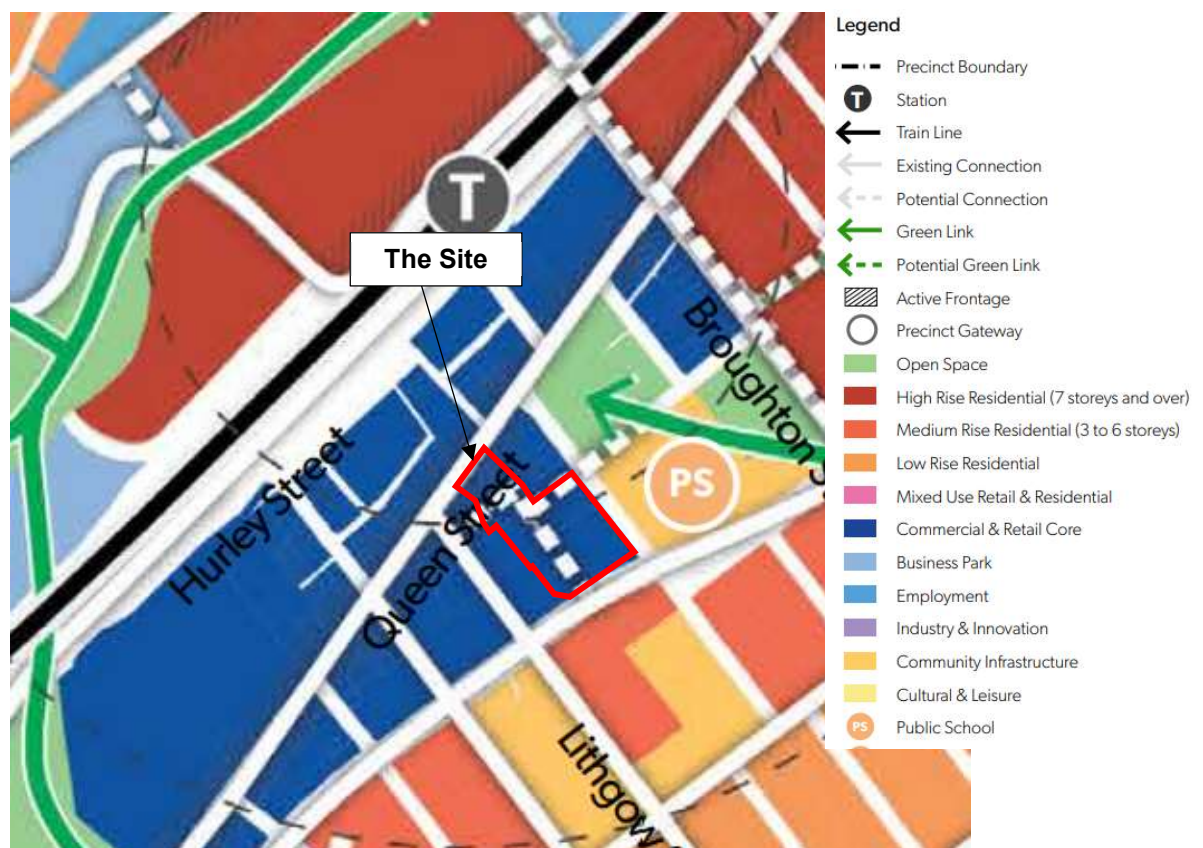 T
The Site
Hurley Street
Queen Street
Broughton S
PS
Lithgow
Legend
Precinct Boundary
T
Station
Train Line
Existing Connection
Potential Connection
Green Link
Potential Green Link
Active Frontage
Precinct Gateway
Open Space
High Rise Residential (7 storeys and over)
Medium Rise Residential (3 to 6 storeys)
Low Rise Residential
Mixed Use Retail & Residential
Commercial & Retail Core
Business Park
Employment
Industry & Innovation
Community Infrastructure
Cultural & Leisure
PS
Public School